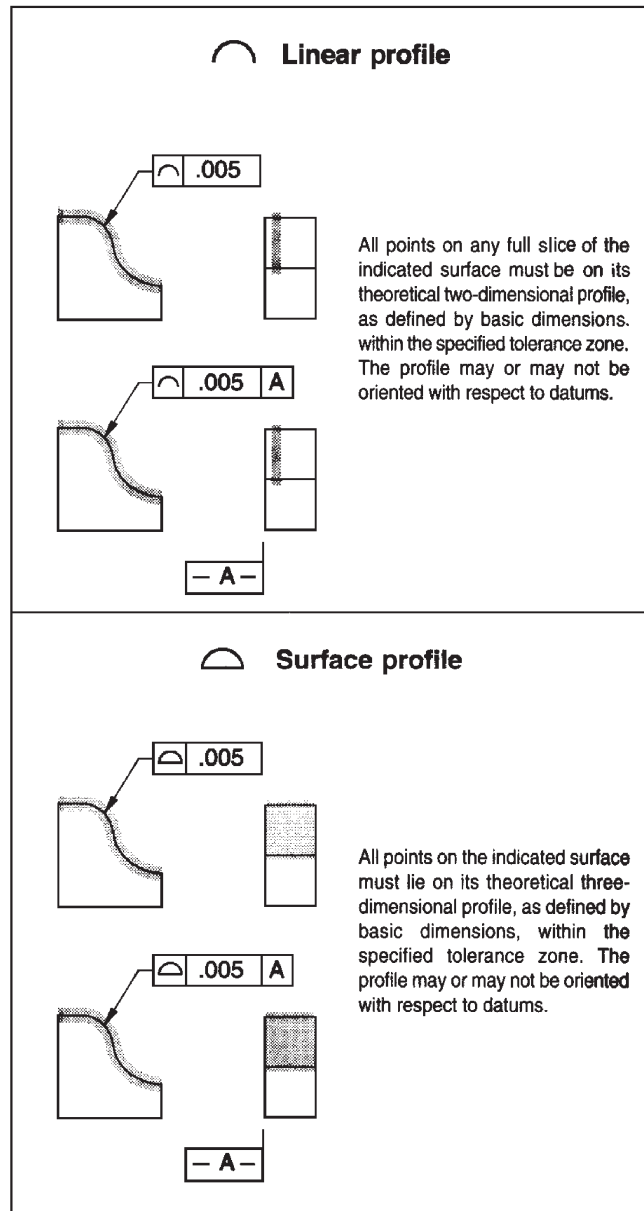 ⌒ Linear profile
⌒ .005
All points on any full slice of the
indicated surface must be on its
theoretical two-dimensional profile,
as defined by basic dimensions.
within the specified tolerance zone.
The profile may or may not be
oriented with respect to datums.
⌒ .005 A
– A –
⌓ Surface profile
⌓ .005
All points on the indicated surface
must lie on its theoretical three-
dimensional profile, as defined by
basic dimensions, within the
specified tolerance zone. The
profile may or may not be oriented
with respect to datums.
⌓ .005 A
– A –